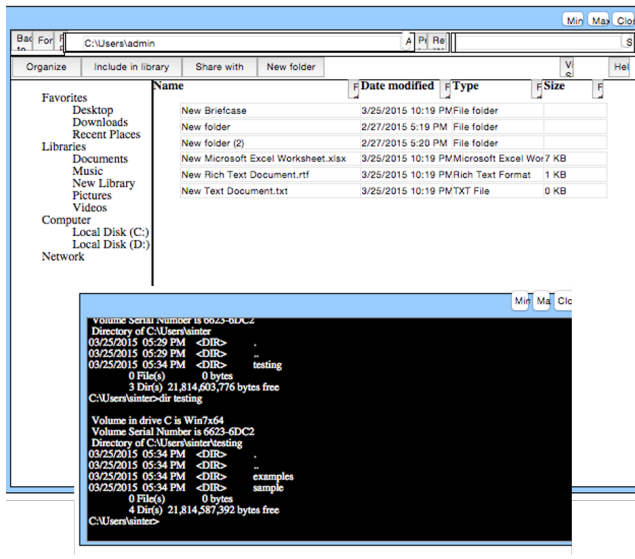 Min Max Clos
Bac For
C:\Users\admin A Pr Re S
Organize Include in library Share with New folder Vi Hel
Name F Date modified F Type F Size F
Favorites
Desktop
Downloads
Recent Places
Libraries
Documents
Music
New Library
Pictures
Videos
Computer
Local Disk (C:)
Local Disk (D:)
Network
New Briefcase 3/25/2015 10:19 PM File folder
New folder 2/27/2015 5:19 PM File folder
New folder (2) 2/27/2015 5:20 PM File folder
New Microsoft Excel Worksheet.xlsx 3/25/2015 10:19 PM Microsoft Excel Wor 7 KB
New Rich Text Document.rtf 3/25/2015 10:19 PM Rich Text Format 1 KB
New Text Document.txt 3/25/2015 10:19 PM TXT File 0 KB
Min Ma Clo
Volume Serial Number is 6623-6DC2
Directory of C:\Users\sinter
03/25/2015 05:29 PM <DIR> .
03/25/2015 05:29 PM <DIR> ..
03/25/2015 05:34 PM <DIR> testing
0 File(s) 0 bytes
3 Dir(s) 21,814,603,776 bytes free
C:\Users\sinter>dir testing
Volume in drive C is Win7x64
Volume Serial Number is 6623-6DC2
Directory of C:\Users\sinter\testing
03/25/2015 05:34 PM <DIR> .
03/25/2015 05:34 PM <DIR> ..
03/25/2015 05:34 PM <DIR> examples
03/25/2015 05:34 PM <DIR> sample
0 File(s) 0 bytes
4 Dir(s) 21,814,587,392 bytes free
C:\Users\sinter>